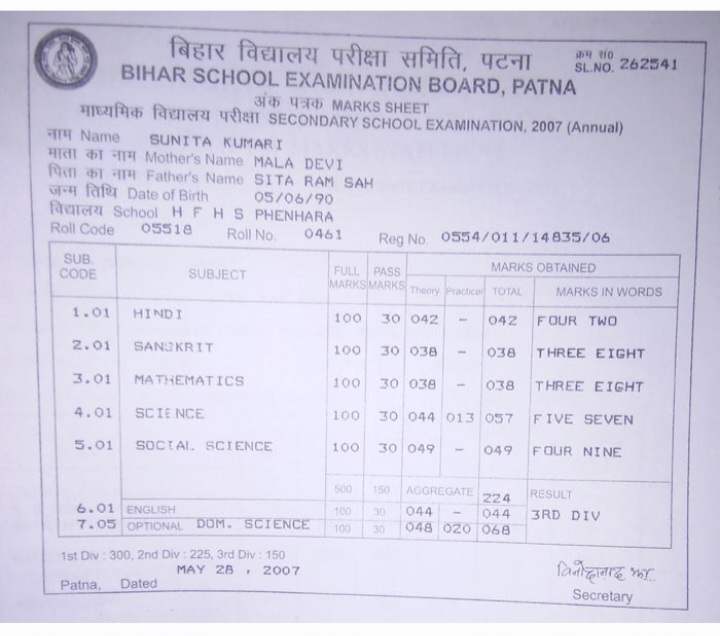 बिहार विद्यालय परीक्षा समिति, पटना
क्रम सं०
SL.NO. 262541
BIHAR SCHOOL EXAMINATION BOARD, PATNA
अंक पत्रक MARKS SHEET
माध्यमिक विद्यालय परीक्षा SECONDARY SCHOOL EXAMINATION, 2007 (Annual)
नाम Name SUNITA KUMARI
माता का नाम Mother's Name MALA DEVI
पिता का नाम Father's Name SITA RAM SAH
जन्म तिथि Date of Birth 05/06/90
विद्यालय School H F H S PHENHARA
Roll Code 05518 Roll No. 0461 Reg No. 0554/011/14835/06
SUB. CODE SUBJECT FULL MARKS PASS MARKS MARKS OBTAINED
Theory Practical TOTAL MARKS IN WORDS
1.01 HINDI 100 30 042 - 042 FOUR TWO
2.01 SANSKRIT 100 30 038 - 038 THREE EIGHT
3.01 MATHEMATICS 100 30 038 - 038 THREE EIGHT
4.01 SCIENCE 100 30 044 013 057 FIVE SEVEN
5.01 SOCIAL SCIENCE 100 30 049 - 049 FOUR NINE
500 150 AGGREGATE 224 RESULT
6.01 ENGLISH 100 30 044 - 044 3RD DIV
7.05 OPTIONAL DOM. SCIENCE 100 30 048 020 068
1st Div : 300, 2nd Div : 225, 3rd Div : 150
MAY 28 , 2007
Patna, Dated
Secretary